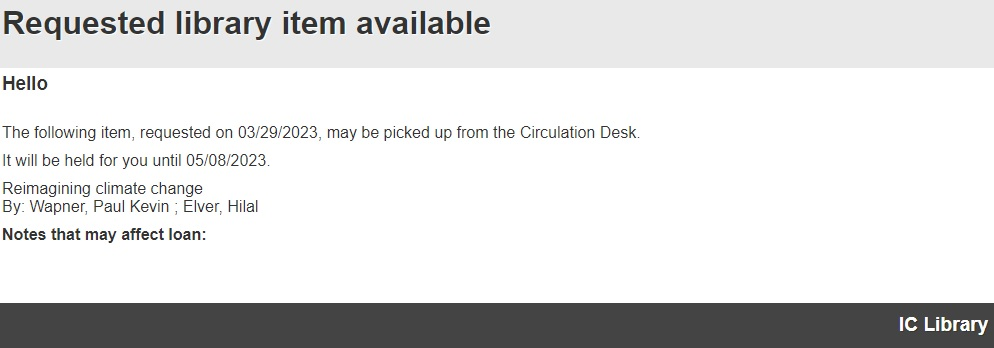 Requested library item available
Hello
The following item, requested on 03/29/2023, may be picked up from the Circulation Desk.
It will be held for you until 05/08/2023.
Reimagining climate change
By: Wapner, Paul Kevin ; Elver, Hilal
Notes that may affect loan:
IC Library